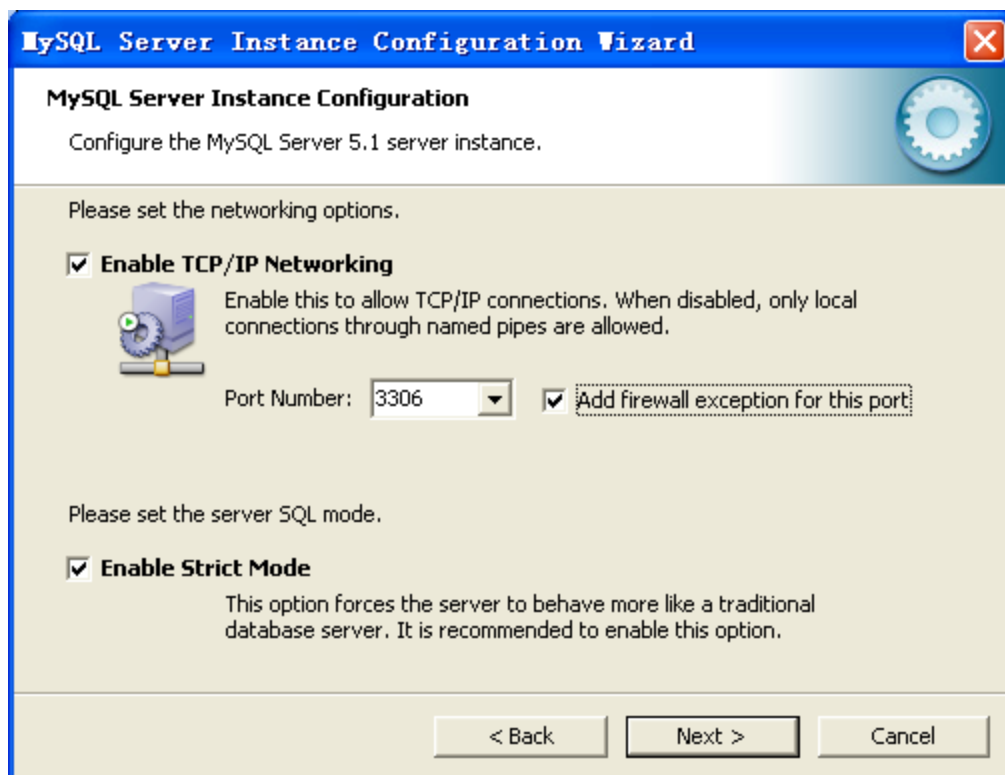 MySQL Server Instance Configuration Wizard
MySQL Server Instance Configuration
Configure the MySQL Server 5.1 server instance.
Please set the networking options.
Enable TCP/IP Networking
Enable this to allow TCP/IP connections. When disabled, only local
connections through named pipes are allowed.
Port Number: 3306 Add firewall exception for this port
Please set the server SQL mode.
Enable Strict Mode
This option forces the server to behave more like a traditional
database server. It is recommended to enable this option.
< Back Next > Cancel